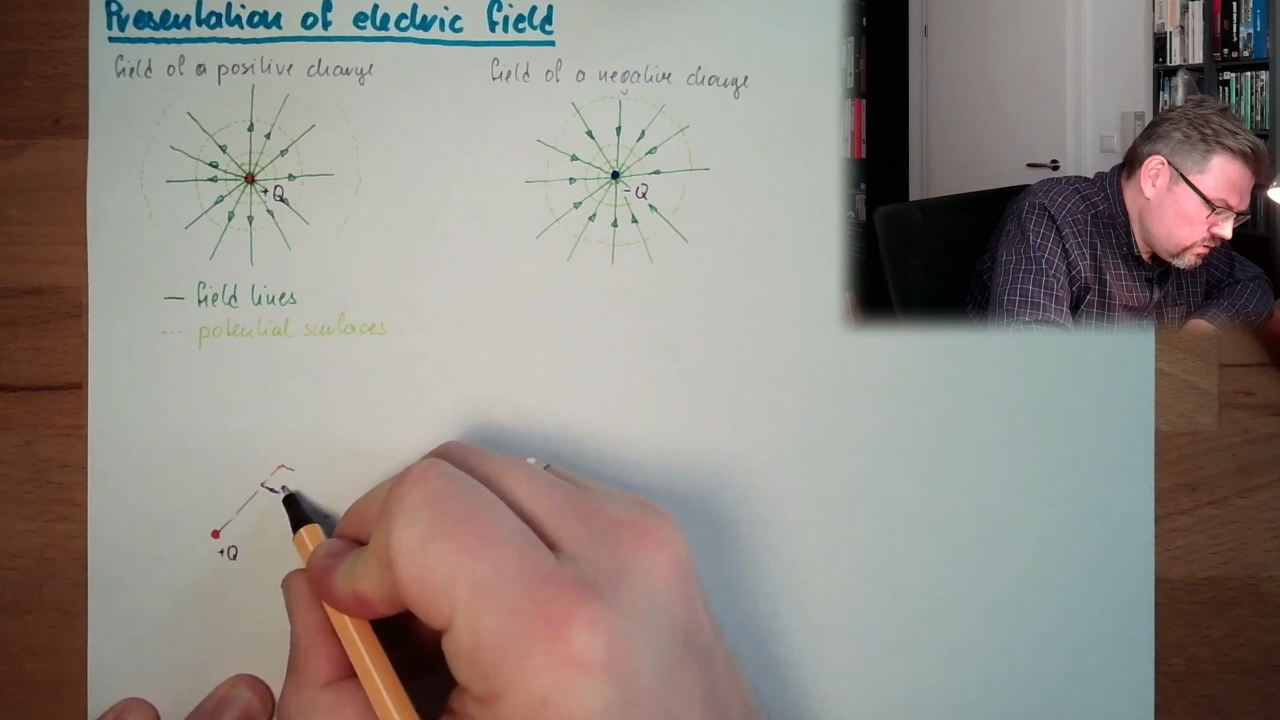 Presentation of electric field
field of a positive charge
field of a negative charge
+Q
-Q
— field lines
--- potential surfaces
+Q